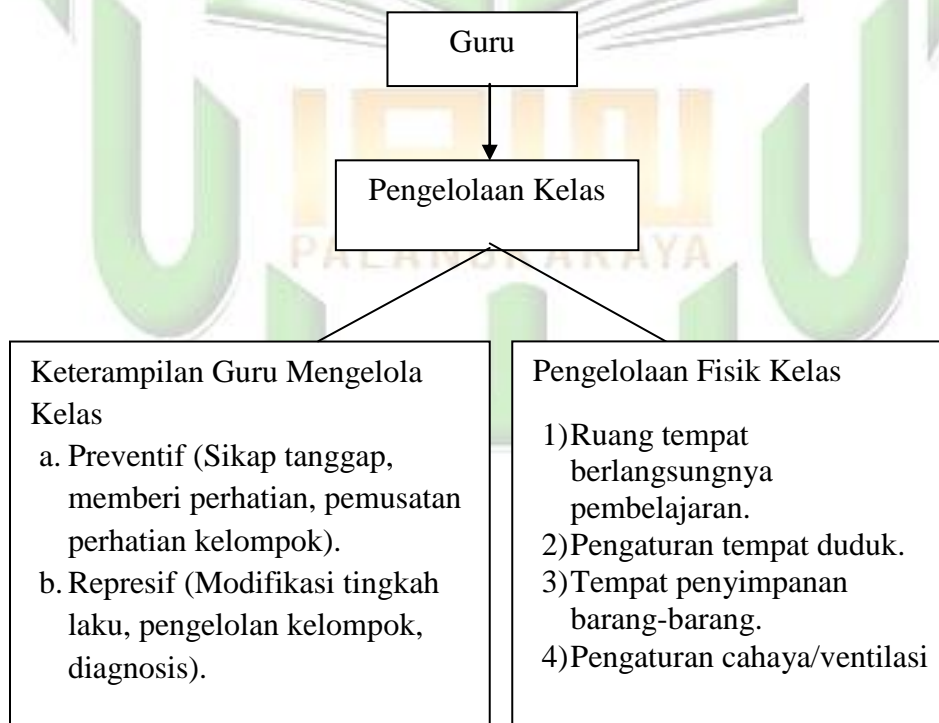 Guru
Pengelolaan Kelas
PALANGKARAYA
Keterampilan Guru Mengelola
Kelas
a. Preventif (Sikap tanggap,
memberi perhatian, pemusatan
perhatian kelompok).
b. Represif (Modifikasi tingkah
laku, pengelolan kelompok,
diagnosis).
Pengelolaan Fisik Kelas
1)Ruang tempat
berlangsungnya
pembelajaran.
2)Pengaturan tempat duduk.
3)Tempat penyimpanan
barang-barang.
4)Pengaturan cahaya/ventilasi